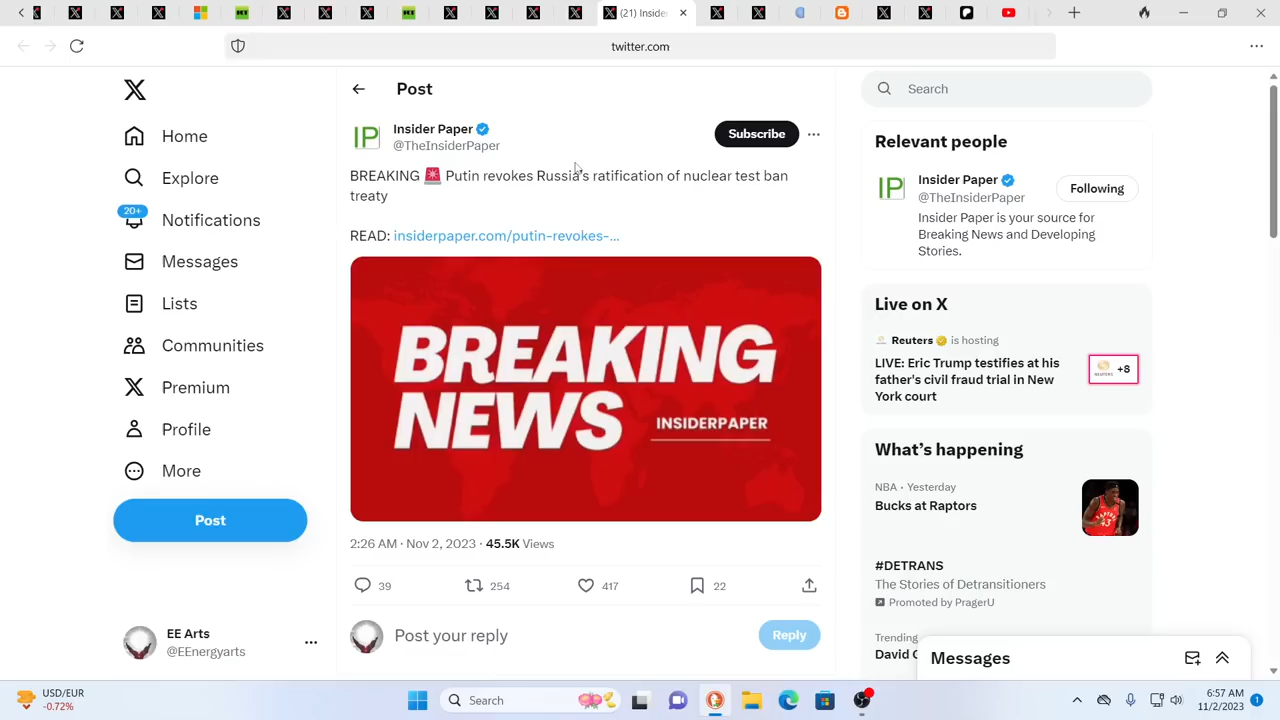 (21) Inside
twitter.com
Post
Search
Insider Paper
@TheInsiderPaper
Subscribe
BREAKING 🚨 Putin revokes Russia's ratification of nuclear test ban
treaty
READ: insiderpaper.com/putin-revokes-...
BREAKING
NEWS
INSIDERPAPER
2:26 AM · Nov 2, 2023 · 45.5K Views
39
254
417
22
Post your reply
Reply
Home
Explore
20+
Notifications
Messages
Lists
Communities
Premium
Profile
More
Post
EE Arts
@EEnergyarts
Relevant people
Insider Paper
@TheInsiderPaper
Following
Insider Paper is your source for
Breaking News and Developing
Stories.
Live on X
Reuters is hosting
LIVE: Eric Trump testifies at his
father's civil fraud trial in New
York court
+8
What's happening
NBA · Yesterday
Bucks at Raptors
#DETRANS
The Stories of Detransitioners
Promoted by PragerU
Trending
David
Messages
USD/EUR
-0.72%
Search
6:57 AM
11/2/2023
1